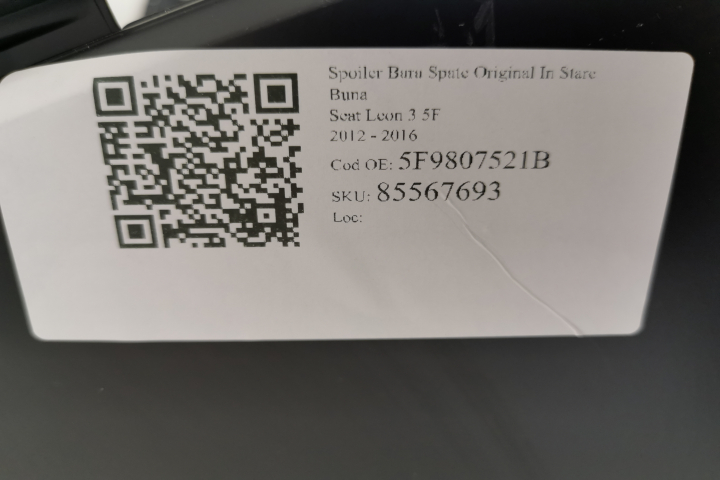 Spoiler Bara Spate Original In Stare
Buna
Seat Leon 3 5F
2012 - 2016
Cod OE: 5F9807521B
SKU: 85567693
Loc: